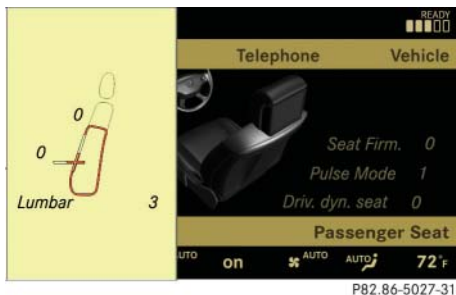 READY
Telephone Vehicle
0
0
Lumbar 3
Seat Firm. 0
Pulse Mode 1
Driv. dyn. seat 0
Passenger Seat
UTO on AUTO AUTO 72°F
P82.86-5027-31